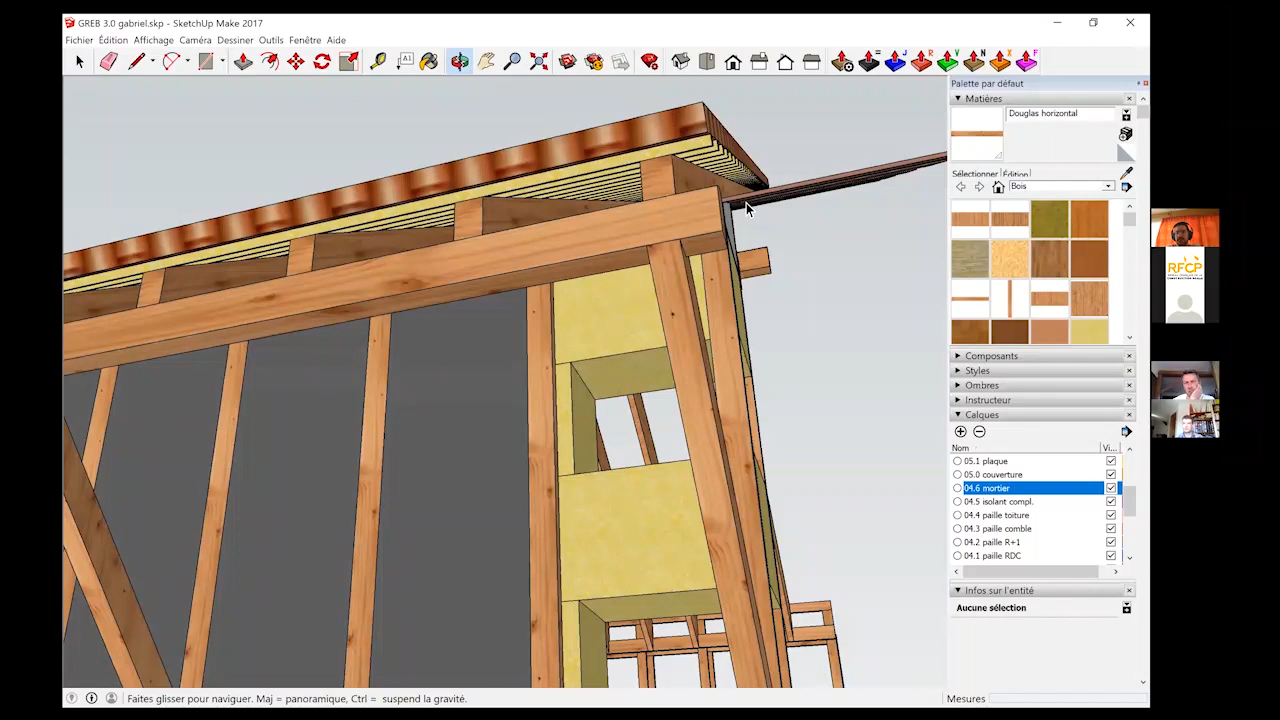 GREB 3.0 gabriel.skp - SketchUp Make 2017
Fichier Édition Affichage Caméra Dessiner Outils Fenêtre Aide
A1
= J R V N X F
Palette par défaut
Matières
Douglas horizontal
Sélectionner Édition
Bois
Composants
Styles
Ombres
Instructeur
Calques
Nom Vi...
05.1 plaque
05.0 couverture
04.6 mortier
04.5 isolant compl.
04.4 paille toiture
04.3 paille comble
04.2 paille R+1
04.1 paille RDC
Infos sur l'entité
Aucune sélection
RFCP
Faites glisser pour naviguer. Maj = panoramique, Ctrl = suspend la gravité.
Mesures